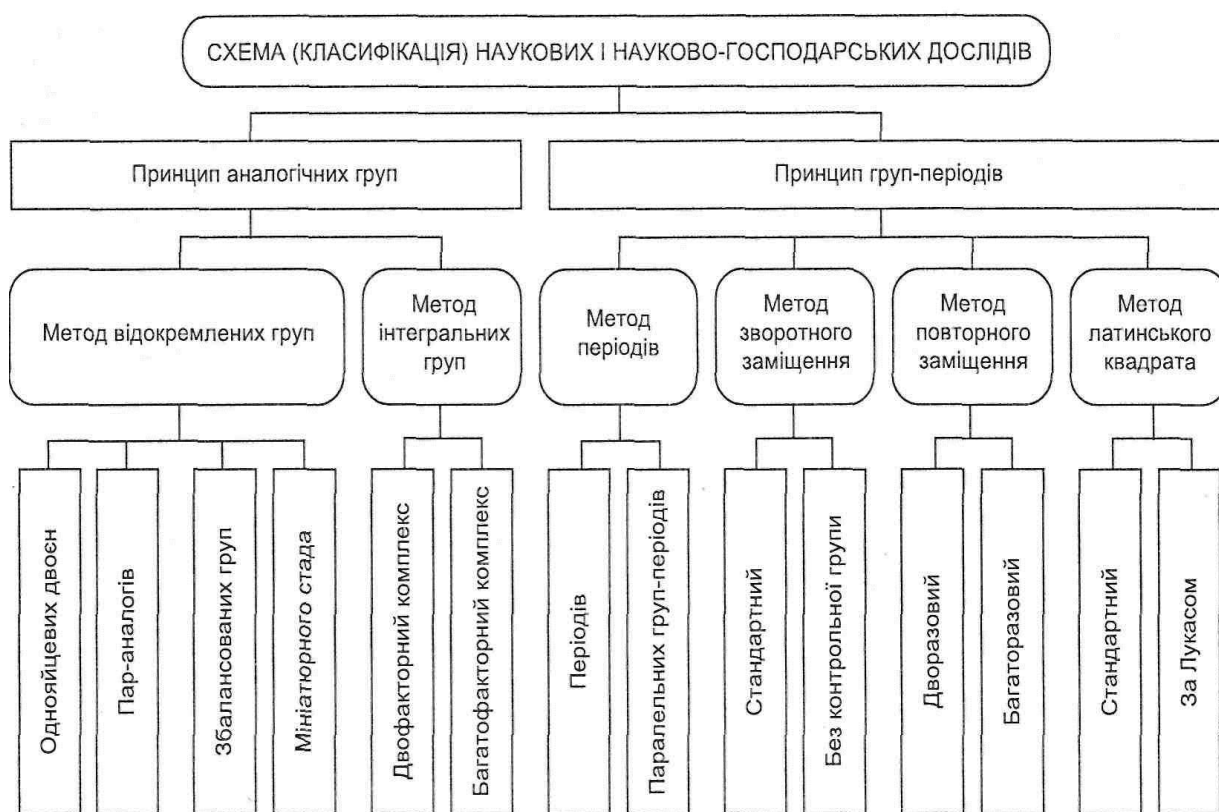 СХЕМА (КЛАСИФІКАЦІЯ) НАУКОВИХ І НАУКОВО-ГОСПОДАРСЬКИХ ДОСЛІДІВ
Принцип аналогічних груп
Принцип груп-періодів
Метод відокремлених груп
Метод
інтегральних
груп
Метод
періодів
Метод
зворотного
заміщення
Метод
повторного
заміщення
Метод
латинського
квадрата
Однояйцевих двоєн
Пар-аналогів
Збалансованих груп
Мініатюрного стада
Двофакторний комплекс
Багатофакторний комплекс
Періодів
Паралельних груп-періодів
Стандартний
Без контрольної групи
Дворазовий
Багаторазовий
Стандартний
За Лукасом